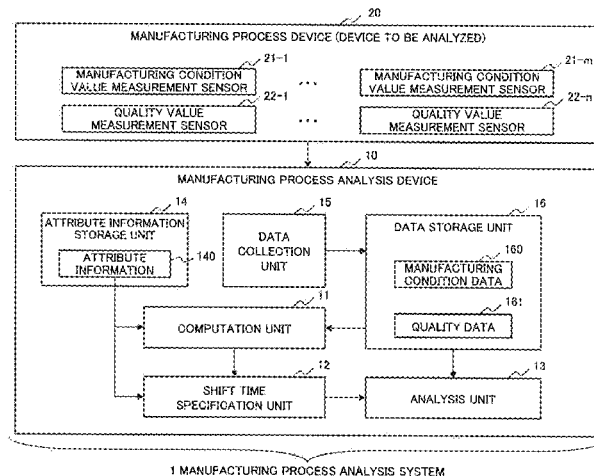 20
MANUFACTURING PROCESS DEVICE (DEVICE TO BE ANALYZED)
21-1
MANUFACTURING CONDITION
VALUE MEASUREMENT SENSOR
22-1
QUALITY VALUE
MEASUREMENT SENSOR
...
...
21-m
MANUFACTURING CONDITION
VALUE MEASUREMENT SENSOR
22-n
QUALITY VALUE
MEASUREMENT SENSOR
10
MANUFACTURING PROCESS ANALYSIS DEVICE
14
ATTRIBUTE INFORMATION
STORAGE UNIT
140
ATTRIBUTE
INFORMATION
15
DATA
COLLECTION
UNIT
16
DATA STORAGE UNIT
160
MANUFACTURING
CONDITION DATA
161
QUALITY DATA
11
COMPUTATION UNIT
12
SHIFT TIME
SPECIFICATION UNIT
13
ANALYSIS UNIT
1 MANUFACTURING PROCESS ANALYSIS SYSTEM